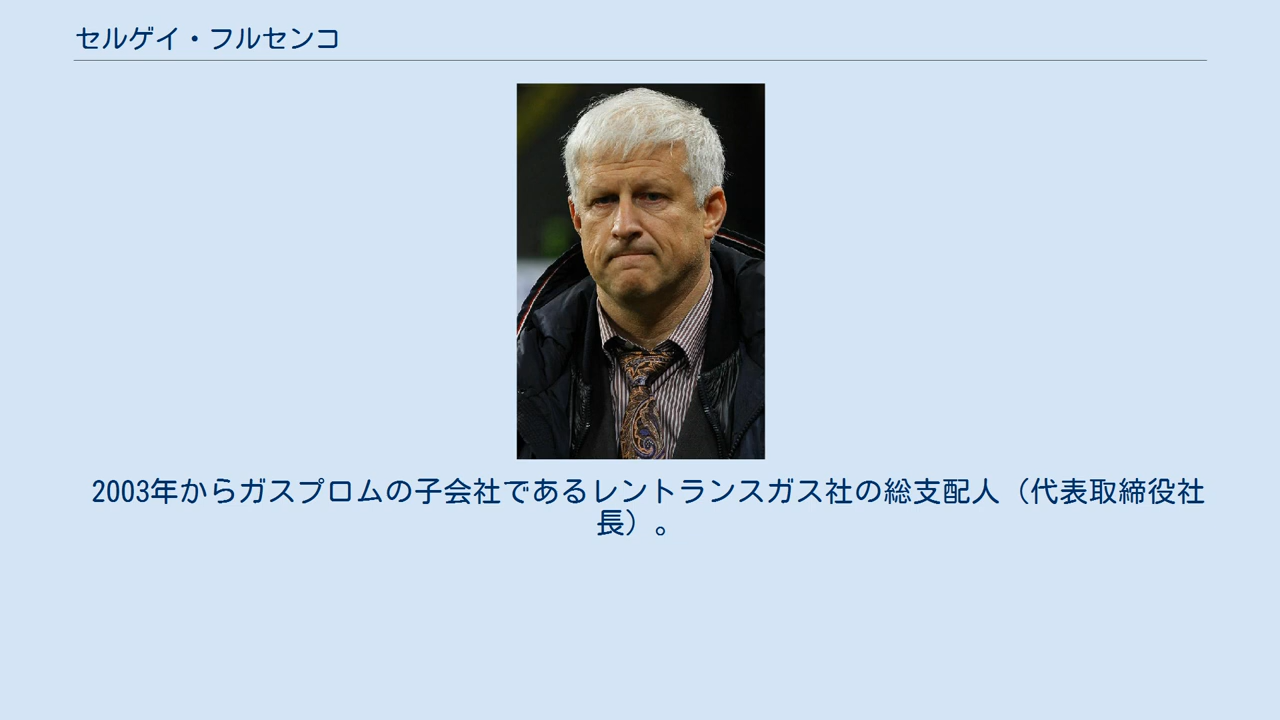 セルゲイ・フルセンコ
2003年からガスプロムの子会社であるレントランスガス社の総支配人（代表取締役社
長）。